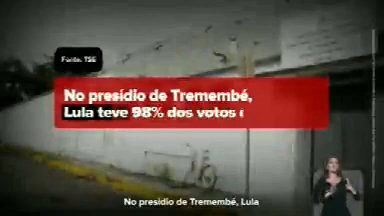 Fonte: TSE
No presídio de Tremembé,
Lula teve 98% dos votos
No presídio de Tremembé, Lula